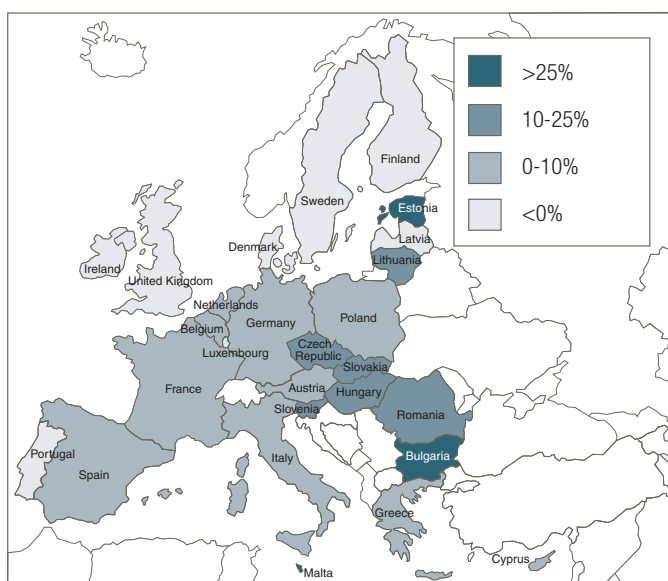 >25%
10-25%
0-10%
<0%
Finland
Sweden
Estonia
Latvia
Lithuania
Denmark
Ireland
United Kingdom
Netherlands
Belgium
Luxembourg
Germany
Poland
Czech
Republic
Slovakia
Austria
Hungary
Slovenia
France
Romania
Bulgaria
Italy
Portugal
Spain
Greece
Cyprus
Malta